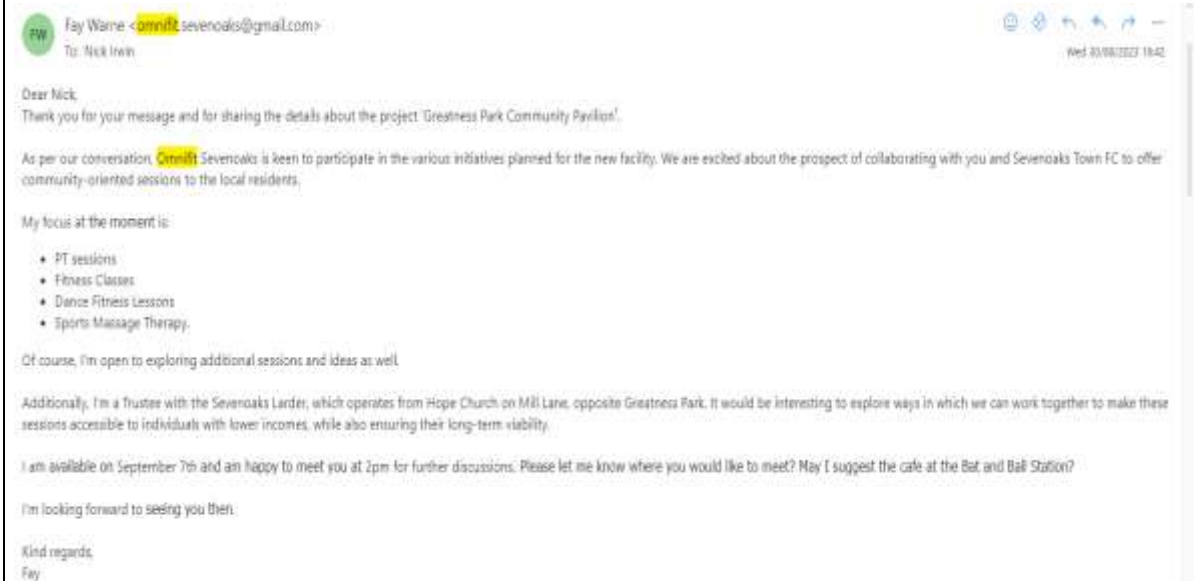 FW
Fay Warne <omnifit.sevenoaks@gmail.com>
To: Nick Irwin
Wed 30/08/2023 18:42
Dear Nick,
Thank you for your message and for sharing the details about the project 'Greatness Park Community Pavilion'.
As per our conversation, Omnifit Sevenoaks is keen to participate in the various initiatives planned for the new facility. We are excited about the prospect of collaborating with you and Sevenoaks Town FC to offer
community-oriented sessions to the local residents.
My focus at the moment is:
• PT sessions
• Fitness Classes
• Dance Fitness Lessons
• Sports Massage Therapy.
Of course, I'm open to exploring additional sessions and ideas as well.
Additionally, I'm a Trustee with the Sevenoaks Larder, which operates from Hope Church on Mill Lane, opposite Greatness Park. It would be interesting to explore ways in which we can work together to make these
sessions accessible to individuals with lower incomes, while also ensuring their long-term viability.
I am available on September 7th and am happy to meet you at 2pm for further discussions. Please let me know where you would like to meet? May I suggest the cafe at the Bat and Ball Station?
I'm looking forward to seeing you then.
Kind regards,
Fay